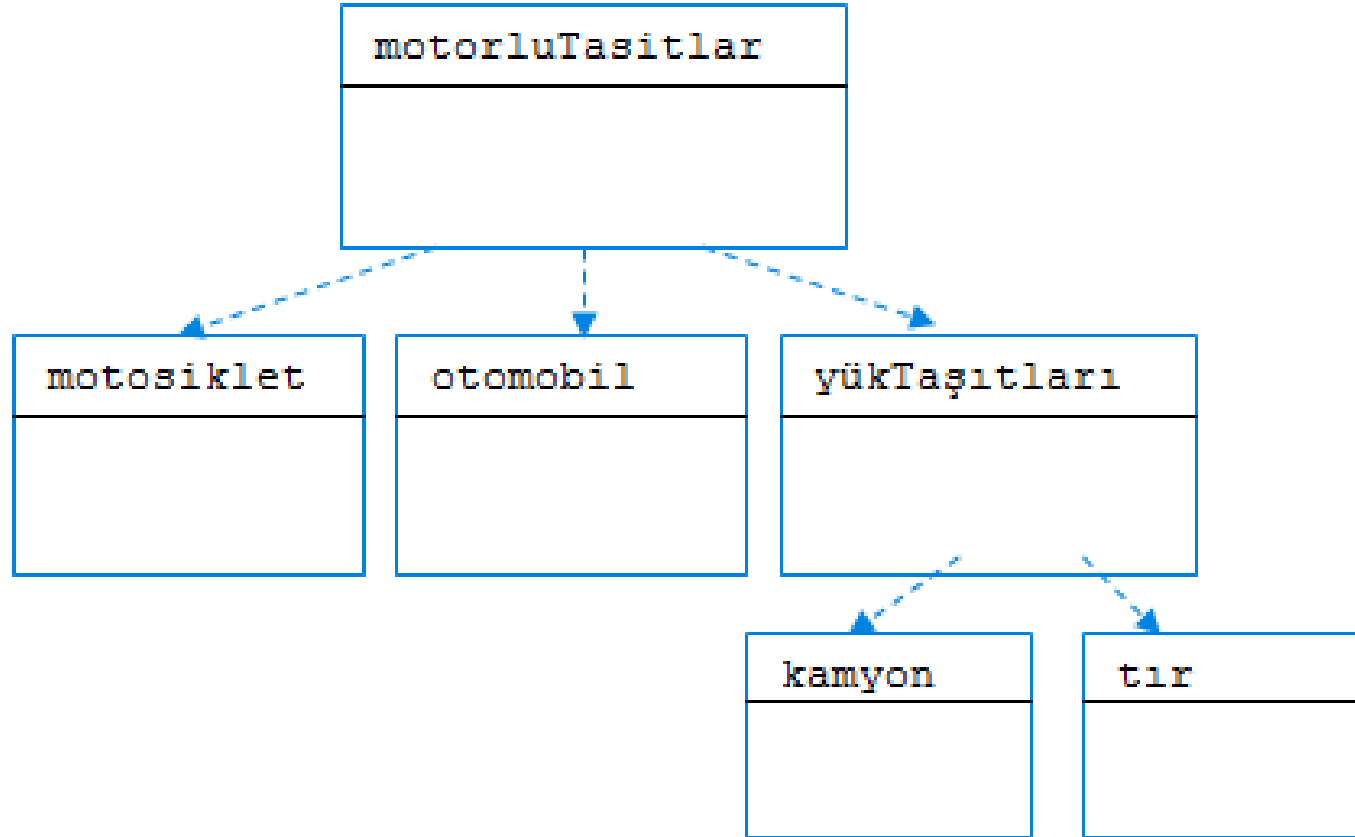 motorluTasitlar
motosiklet
otomobil
yükTaşıtları
kamyon
tır